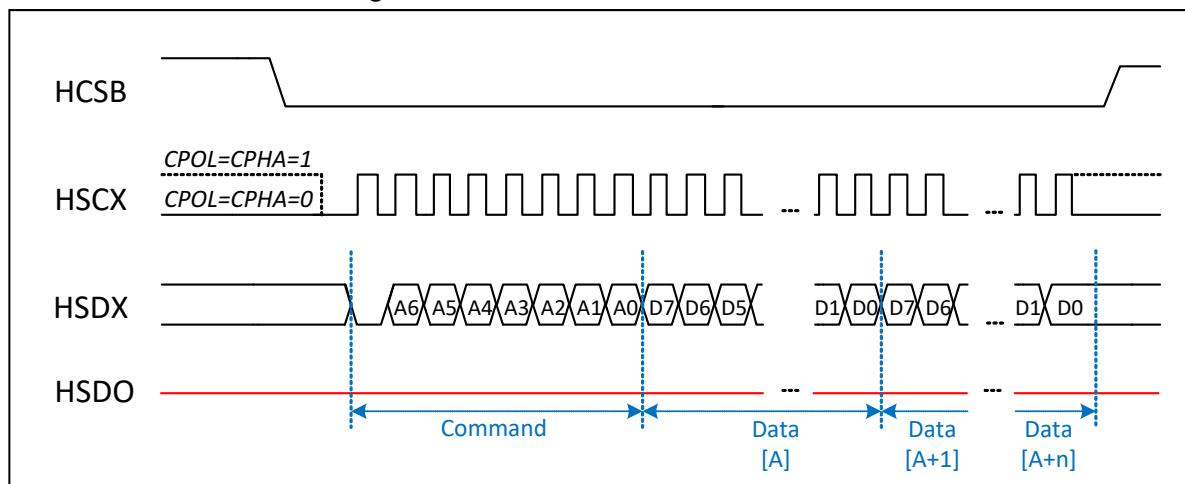 HCSB
CPOL=CPHA=1
HSCX
CPOL=CPHA=0
...
...
HSDX
A6 A5 A4 A3 A2 A1 A0 D7 D6 D5 D1 D0 D7 D6 ... D1 D0
HSDO
...
...
Command
Data
[A]
Data
[A+1]
Data
[A+n]